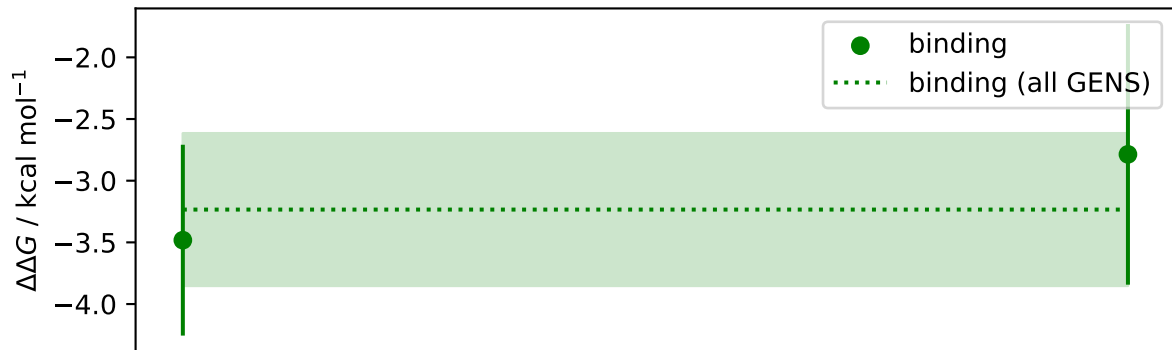 binding
binding (all GENS)
ΔΔG / kcal mol⁻¹
−2.0
−2.5
−3.0
−3.5
−4.0